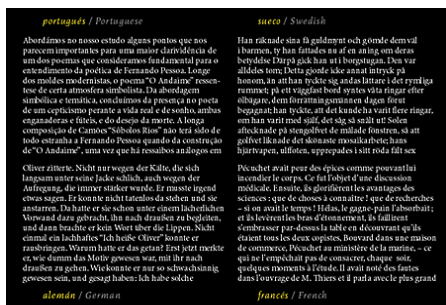 portugués / Portuguese
Abordámos no nosso estudo alguns pontos que nos
parecem importantes para uma maior clarividência de
um dos poemas que consideramos fundamental para o
entendimento da poética de Fernando Pessoa. Longe
dos moldes modernistas, o poema "O Andaime" ressen-
tese de certa atmosfera simbolista. Da abordagem
simbólica e temática, concluímos da presença no poeta
de um cepticismo perante a vida real e de sonho, ambas
enganadoras e fúteis, e do desejo da morte. A longa
composição de Camões "Sôbolos Rios" não terá sido de
todo estranha a Fernando Pessoa quando da construção
de "O Andaime", uma vez que há ressaibos análogos em
sueco / Swedish
Han räknade sina få guldmynt och gömde dem väl
i barmen, ty han fattades nu af en aning om deras
betydelse Därpå gick han ut i borgstugan. Den var
alldeles tom; Detta gjorde icke annat intryck på
honom, än att han tyckte sig andas lättare i det rymliga
rummet; på ett väggfast bord syntes våta ringar efter
ölbägare, dem förrättningsmännen dagen förut
begagnat; han tyckte, att det kunde ha varit flere ringar,
om han varit med själf, det såg så snålt ut! Solen
aftecknade på stengolfvet de målade fönstren, så att
golfvet liknade det skönaste mosaikarbete; hans
hjärtvapen, ulfloten, upprepades i sitt röda fält sex
Oliver zitterte. Nicht nur wegen der Kälte, die sich
langsam unter seine Jacke schlich, auch wegen der
Aufregung, die immer stärker wurde. Er musste irgend
etwas sagen. Er konnte nicht tatenlos da stehen und sie
anstarren. Da hatte er sie schon unter einem lächerlichen
Vorwand dazu gebracht, ihn nach draußen zu begleiten,
und dann brachte er kein Wort über die Lippen. Nicht
einmal ein lachhaftes "Ich heiße Oliver" konnte er
rausbringen. Warum hatte er das getan? Erst jetzt merkte
er, wie dumm das Motiv gewesen war, mit ihr nach
draußen zu gehen. Wie konnte er nur so schwachsinnig
gewesen sein, und gesagt haben: Ich habe solche
alemán / German
Pécuchet avait peur des épices comme pouvant lui
incendier le corps. Ce fut l'objet d'une discussion
médicale. Ensuite, ils glorifièrent les avantages des
sciences : que de choses à connaître ! que de recherches
– si on avait le temps ! Hélas, le gagne-pain l'absorbait ;
et ils levèrent les bras d'étonnement, ils faillirent
s'embrasser par-dessus la table en découvrant qu'ils
étaient tous les deux copistes, Bouvard dans une maison
de commerce, Pécuchet au ministère de la marine, – ce
qui ne l'empêchait pas de consacrer, chaque soir,
quelques moments à l'étude. Il avait noté des fautes
dans l'ouvrage de M. Thiers et il parla avec le plus grand
francés / French